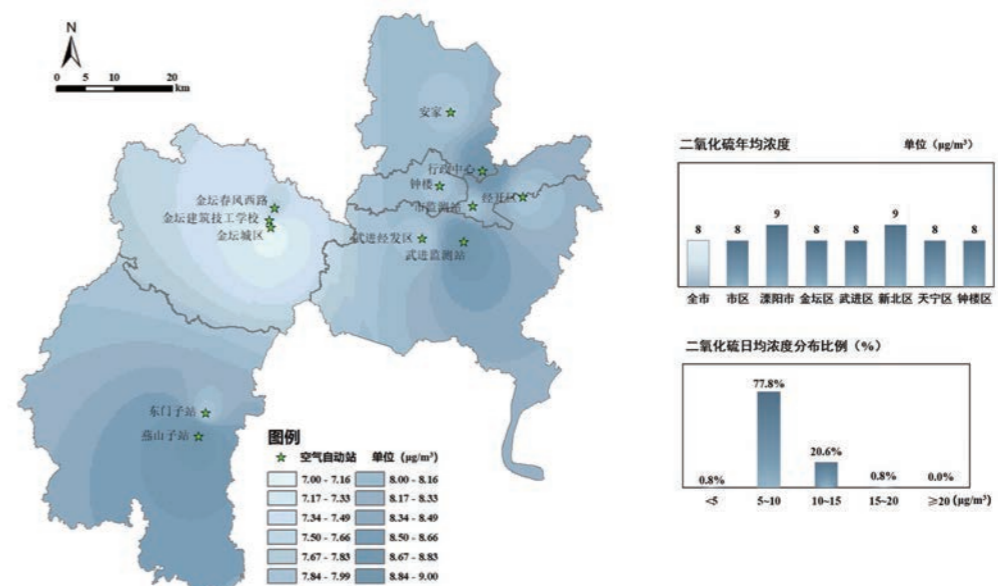 N
0 5 10 20
km
安家
行政中心
钟楼
经开区
市监测站
金坛春风西路
金坛建筑技工学校
金坛城区
武进经发区
武进监测站
东门子站
燕山子站
图例
空气自动站 单位（μg/m³）
7.00 - 7.16 8.00 - 8.16
7.17 - 7.33 8.17 - 8.33
7.34 - 7.49 8.34 - 8.49
7.50 - 7.66 8.50 - 8.66
7.67 - 7.83 8.67 - 8.83
7.84 - 7.99 8.84 - 9.00
二氧化硫年均浓度 单位（μg/m³）
8 8 9 8 8 9 8 8
全市 市区 溧阳市 金坛区 武进区 新北区 天宁区 钟楼区
二氧化硫日均浓度分布比例（%）
0.8% 77.8% 20.6% 0.8% 0.0%
<5 5~10 10~15 15~20 ≥20 (μg/m³)